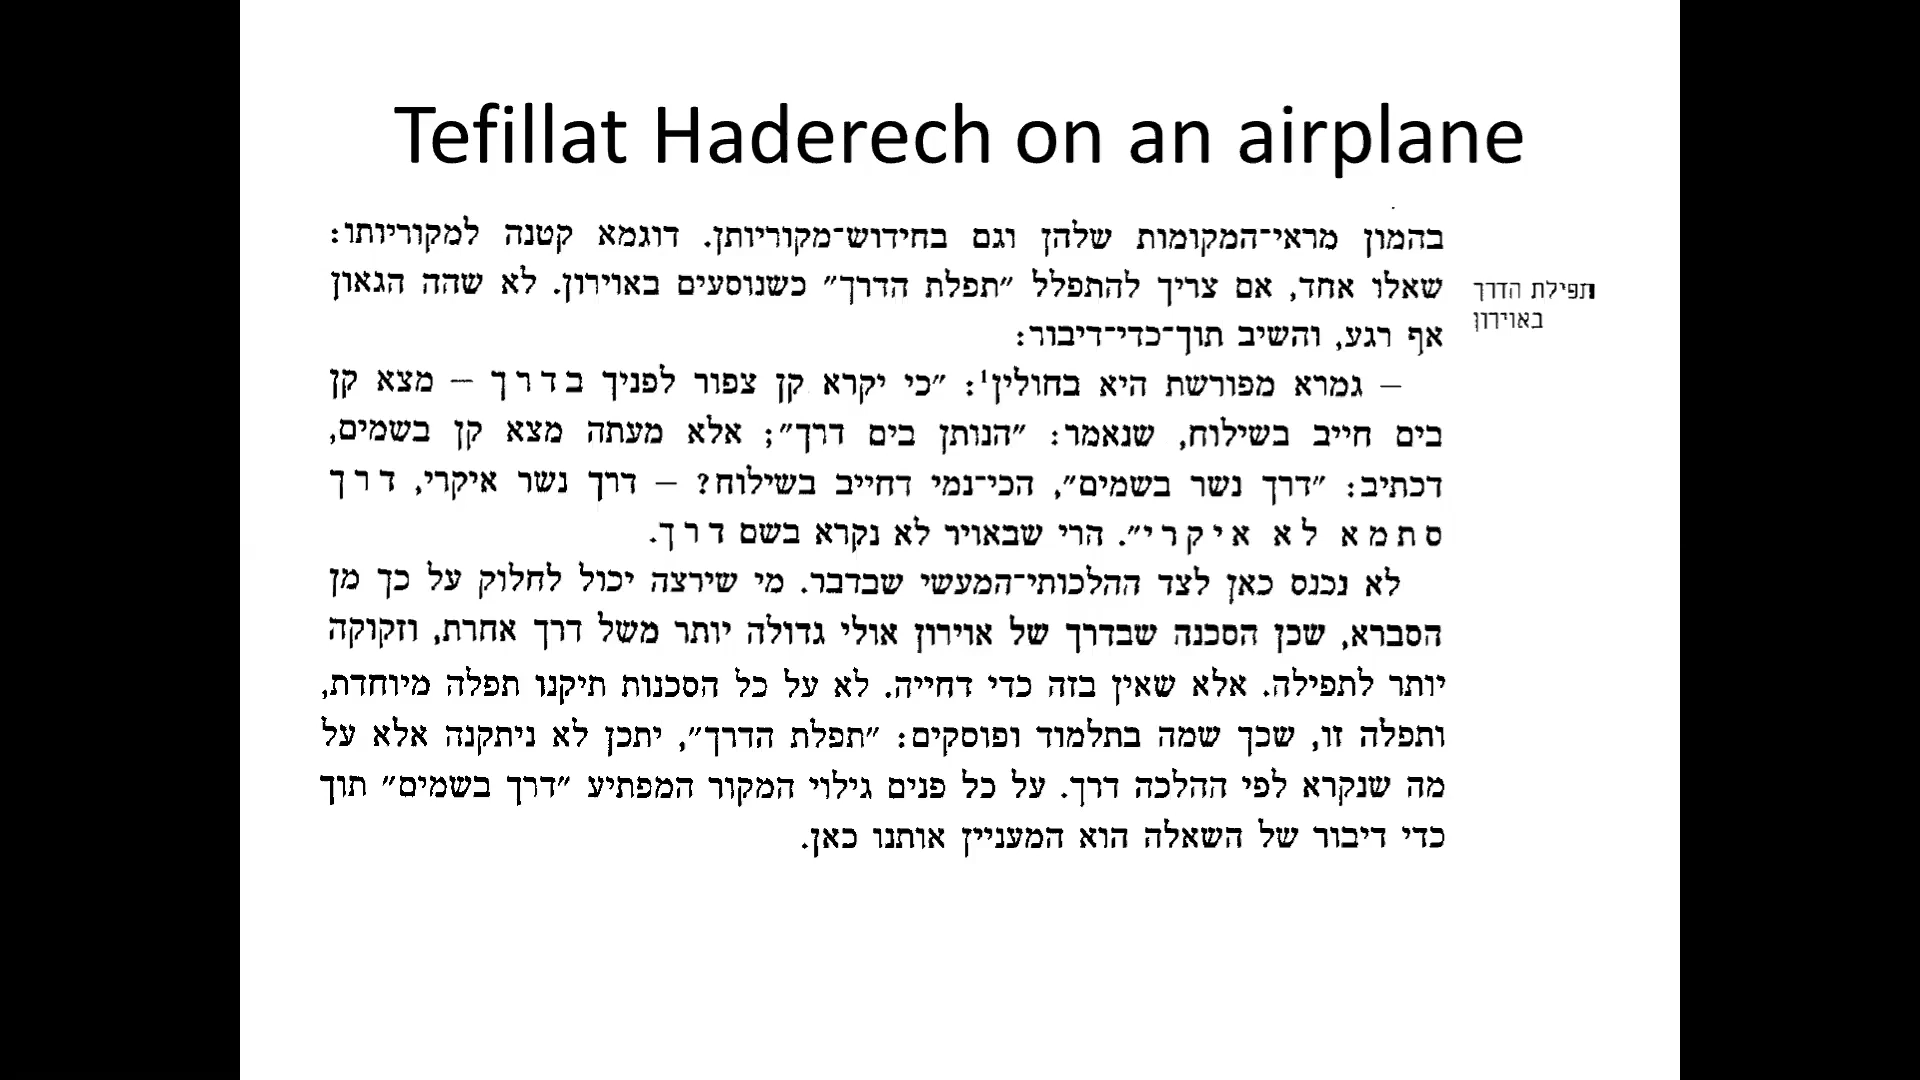 Tefillat Haderech on an airplane
בהמון מראי־המקומות שלהן וגם בחידוש־מקוריותן. דוגמא קטנה למקוריותו:
שאלו אחד, אם צריך להתפלל ״תפלת הדרך״ כשנוסעים באוירון. לא שהה הגאון
אף רגע, והשיב תוך־כדי־דיבור:
תפילת הדרך
באוירון
— גמרא מפורשת היא בחולין¹: ״כי יקרא קן צפור לפניך בדרך — מצא קן
בים חייב בשילוח, שנאמר: ״הנותן בים דרך״; אלא מעתה מצא קן בשמים,
דכתיב: ״דרך נשר בשמים״, הכי־נמי דחייב בשילוח? — דרך נשר איקרי, דרך
סתמא לא איקרי״. הרי שבאויר לא נקרא בשם דרך.
לא נכנס כאן לצד ההלכותי־המעשי שבדבר. מי שירצה יכול לחלוק על כך מן
הסברא, שכן הסכנה שבדרך של אוירון אולי גדולה יותר משל דרך אחרת, וזקוקה
יותר לתפילה. אלא שאין בזה כדי דחייה. לא על כל הסכנות תיקנו תפלה מיוחדת,
ותפלה זו, שכך שמה בתלמוד ופוסקים: ״תפלת הדרך״, יתכן לא ניתקנה אלא על
מה שנקרא לפי ההלכה דרך. על כל פנים גילוי המקור המפתיע ״דרך בשמים״ תוך
כדי דיבור של השאלה הוא המעניין אותנו כאן.